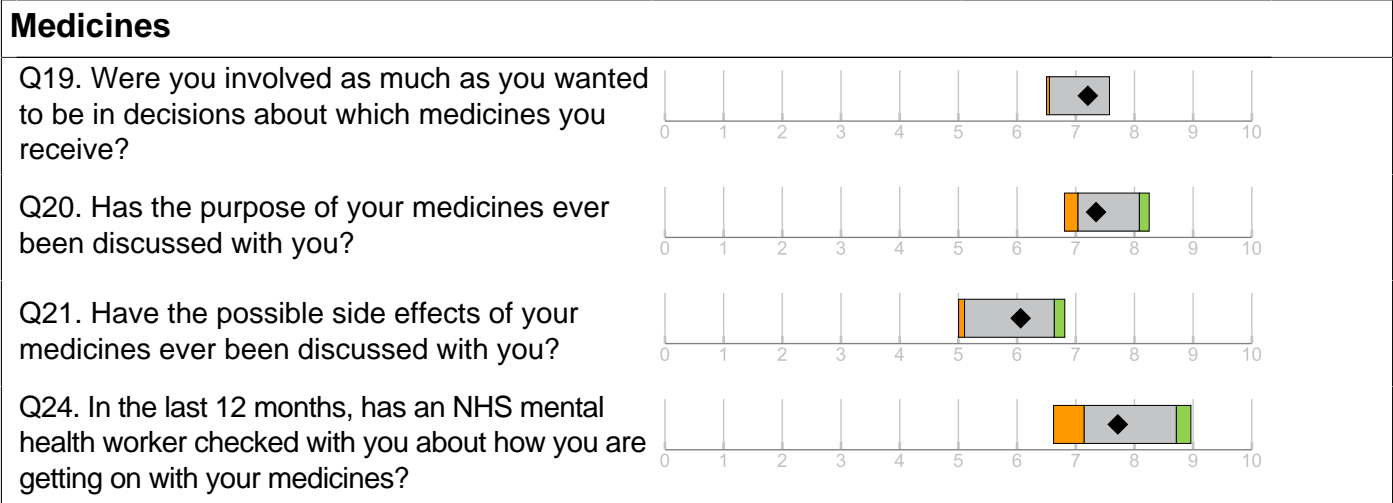 Medicines
Q19. Were you involved as much as you wanted
to be in decisions about which medicines you
receive?
0 1 2 3 4 5 6 7 8 9 10
Q20. Has the purpose of your medicines ever
been discussed with you?
0 1 2 3 4 5 6 7 8 9 10
Q21. Have the possible side effects of your
medicines ever been discussed with you?
0 1 2 3 4 5 6 7 8 9 10
Q24. In the last 12 months, has an NHS mental
health worker checked with you about how you are
getting on with your medicines?
0 1 2 3 4 5 6 7 8 9 10